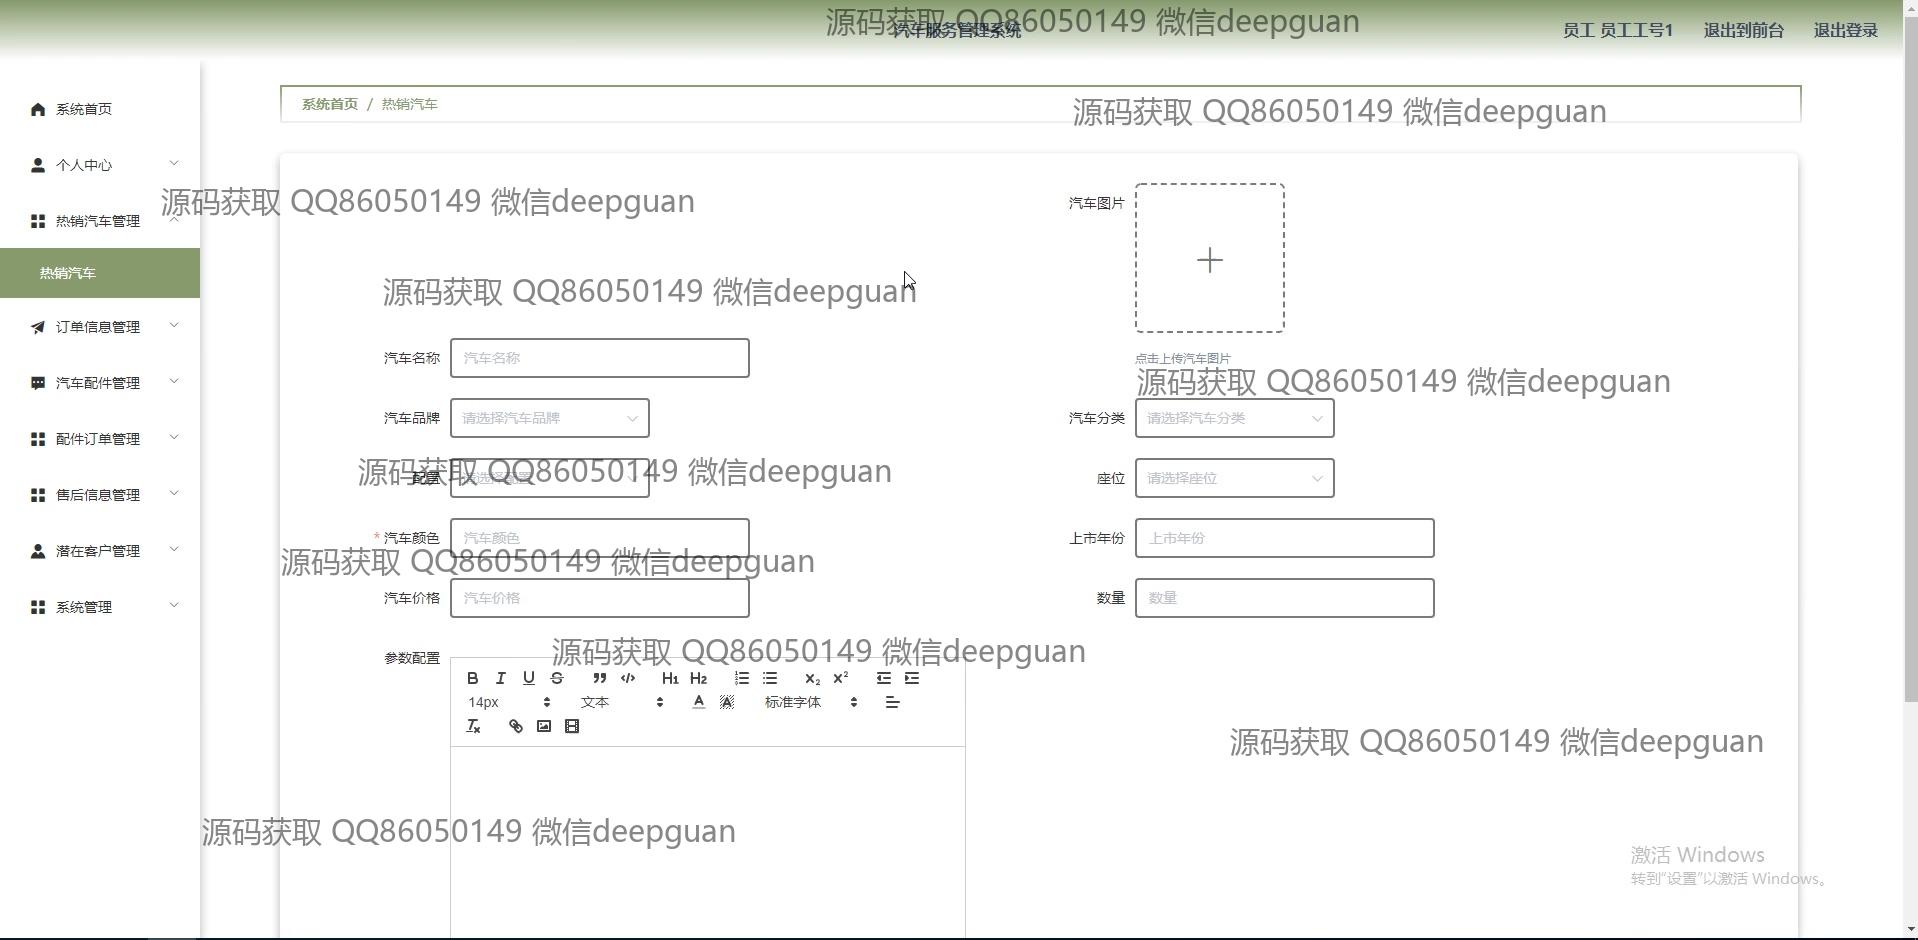 源码获取 QQ86050149 微信deepguan
汽车服务管理系统
员工 员工工号1
退出到前台
退出登录
系统首页
个人中心
热销汽车管理
热销汽车
订单信息管理
汽车配件管理
配件订单管理
售后信息管理
潜在客户管理
系统管理
系统首页 / 热销汽车
源码获取 QQ86050149 微信deepguan
源码获取 QQ86050149 微信deepguan
汽车图片
源码获取 QQ86050149 微信deepguan
汽车名称 汽车名称
点击上传汽车图片
源码获取 QQ86050149 微信deepguan
汽车品牌 请选择汽车品牌
汽车分类 请选择汽车分类
源码获取 QQ86050149 微信deepguan
配置 请选择配置
座位 请选择座位
* 汽车颜色 汽车颜色
上市年份 上市年份
源码获取 QQ86050149 微信deepguan
汽车价格 汽车价格
数量 数量
源码获取 QQ86050149 微信deepguan
参数配置
B I U S H1 H2 x2 x2
14px 文本 A A 标准字体
Tx
源码获取 QQ86050149 微信deepguan
源码获取 QQ86050149 微信deepguan
激活 Windows
转到"设置"以激活 Windows。